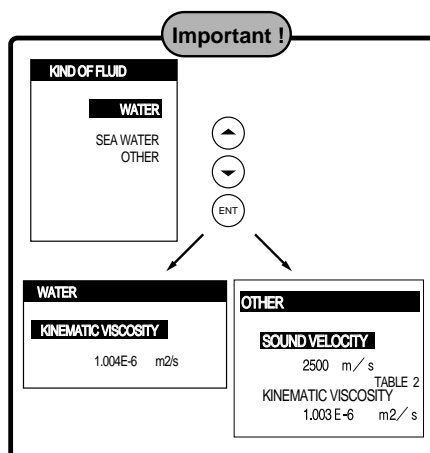 Important !
KIND OF FLUID
WATER
SEA WATER
OTHER
ENT
WATER
KINEMATIC VISCOSITY
1.004E-6 m2/s
OTHER
SOUND VELOCITY
2500 m/s
TABLE 2
KINEMATIC VISCOSITY
1.003 E-6 m2/s